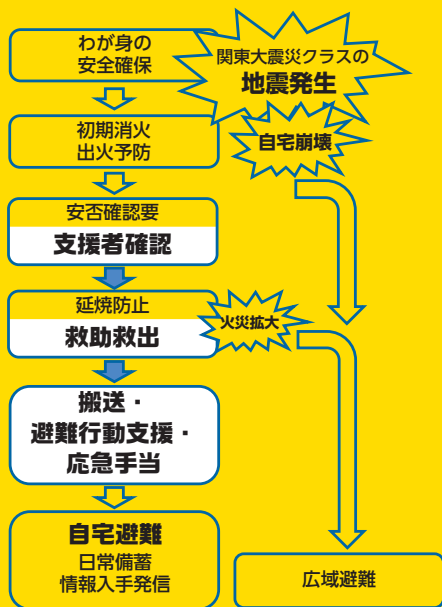 わが身の
安全確保
関東大震災クラスの
地震発生
初期消火
出火予防
自宅崩壊
安否確認要
支援者確認
延焼防止
救助救出
火災拡大
搬送・
避難行動支援・
応急手当
自宅避難
日常備蓄
情報入手発信
広域避難